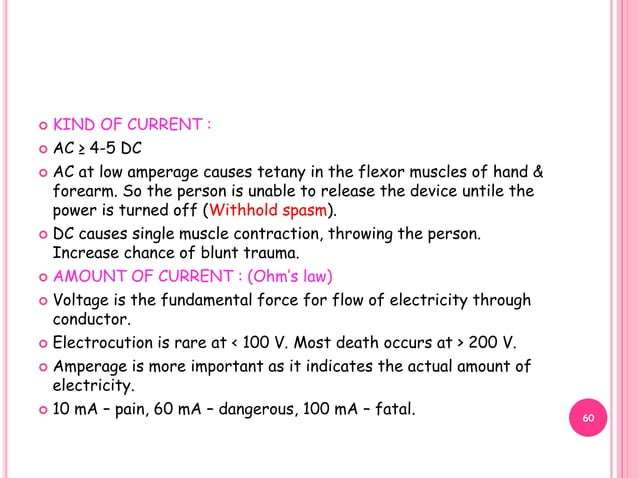 KIND OF CURRENT :
AC ≥ 4-5 DC
AC at low amperage causes tetany in the flexor muscles of hand &
forearm. So the person is unable to release the device untile the
power is turned off (Withhold spasm).
DC causes single muscle contraction, throwing the person.
Increase chance of blunt trauma.
AMOUNT OF CURRENT : (Ohm's law)
Voltage is the fundamental force for flow of electricity through
conductor.
Electrocution is rare at < 100 V. Most death occurs at > 200 V.
Amperage is more important as it indicates the actual amount of
electricity.
10 mA – pain, 60 mA – dangerous, 100 mA – fatal.
60